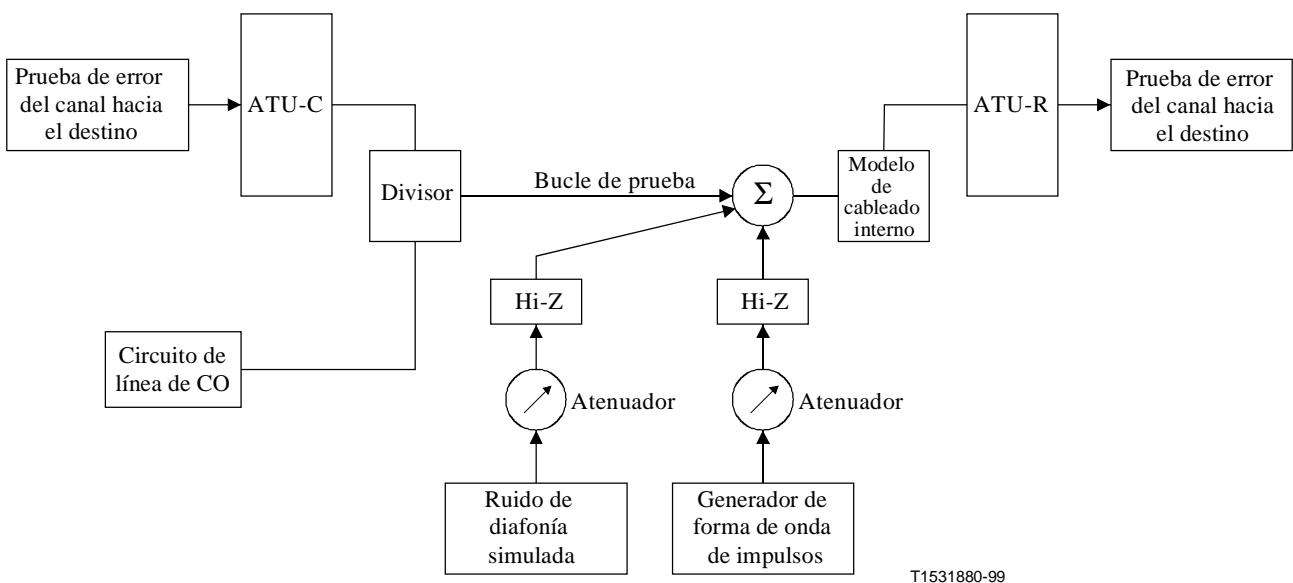 Prueba de error
del canal hacia
el destino
ATU-C
Divisor
Bucle de prueba
Σ
Modelo
de
cableado
interno
ATU-R
Prueba de error
del canal hacia
el destino
Circuito de
línea de CO
Hi-Z
Hi-Z
Atenuador
Atenuador
Ruido de
diafonía
simulada
Generador de
forma de onda
de impulsos
T1531880-99